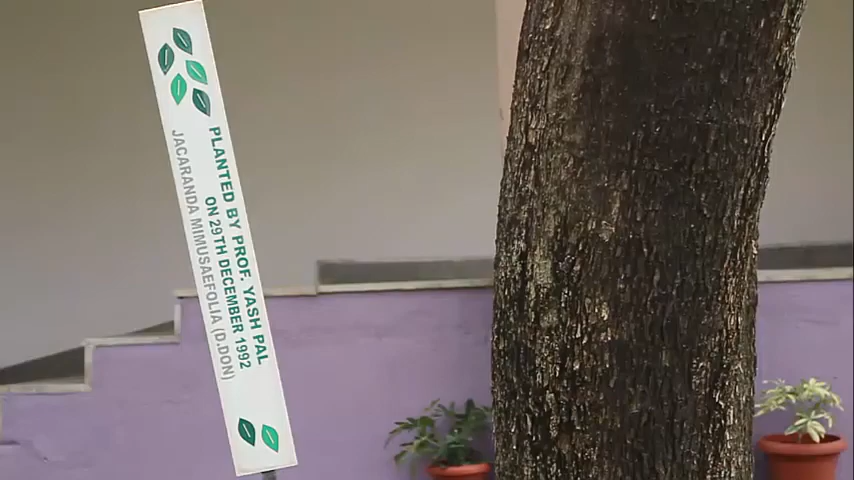 PLANTED BY PROF. YASH PAL
ON 29TH DECEMBER 1992
JACARANDA MIMUSAEFOLIA (D.DON)